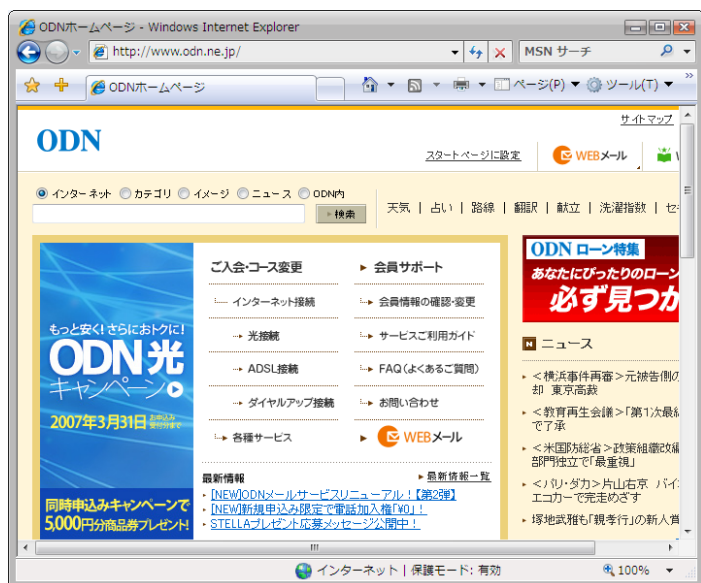 ODNホームページ - Windows Internet Explorer
http://www.odn.ne.jp/
MSN サーチ
ODNホームページ
ページ(P)
ツール(T)
サイトマップ
ODN
スタートページに設定
WEBメール
インターネット カテゴリ イメージ ニュース ODN内
検索
天気 | 占い | 路線 | 翻訳 | 献立 | 洗濯指数 | セ
もっと安く!さらにおトクに!
ODN光
キャンペーン
2007年3月31日 お申込み受付分まで
同時申込みキャンペーンで
5,000円分商品券プレゼント!
ご入会・コース変更
インターネット接続
光接続
ADSL接続
ダイヤルアップ接続
各種サービス
会員サポート
会員情報の確認・変更
サービスご利用ガイド
FAQ(よくあるご質問)
お問い合わせ
WEBメール
最新情報
最新情報一覧
[NEW]ODNメールサービスリニューアル!【第2弾】
[NEW]新規申込み限定で電話加入権「¥0」!
STELLAプレゼント応募メッセージ公開中!
ODN ローン特集
あなたにぴったりのローン
必ず見つか
ニュース
<横浜事件再審>元被告側の
却 東京高裁
<教育再生会議>「第1次最終
で了承
<米国防総省>政策組織改編
部門独立で「最重視」
<パリ・ダカ>片山右京 バイ
エコカーで完走めざす
塚地武雅も「親孝行」の新人賞
インターネット | 保護モード: 有効
100%